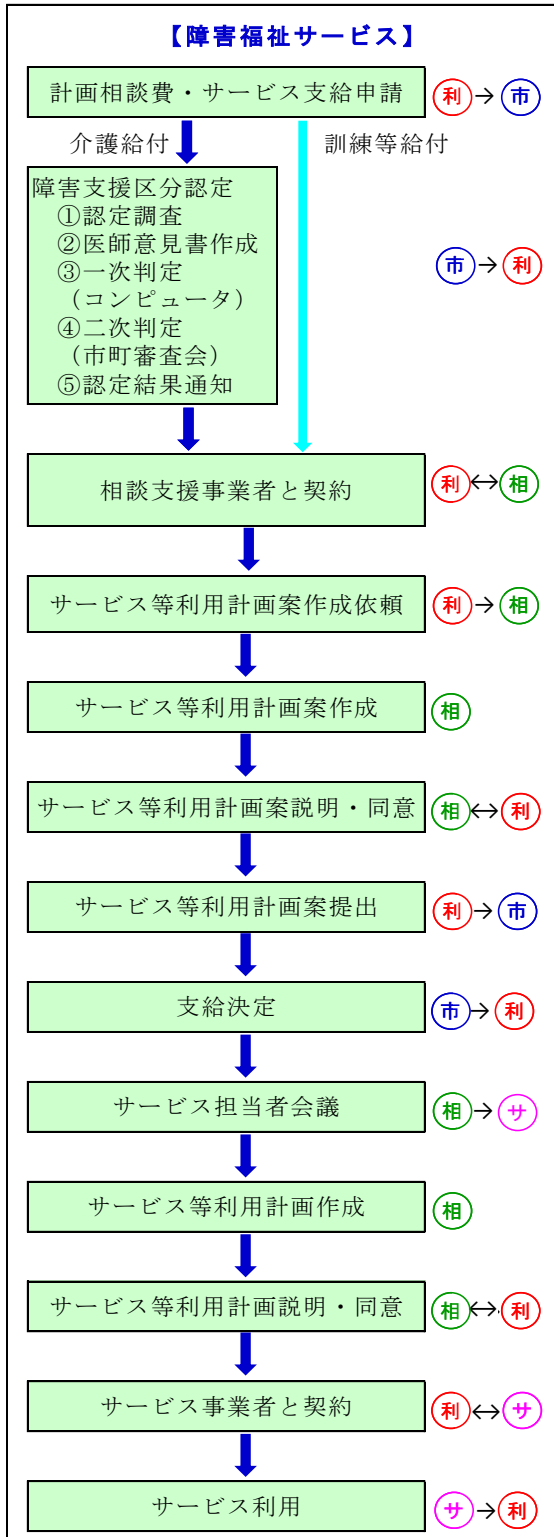 【障害福祉サービス】
計画相談費・サービス支給申請 利→市
介護給付 訓練等給付
障害支援区分認定
①認定調査
②医師意見書作成
③一次判定
（コンピュータ）
④二次判定
（市町審査会）
⑤認定結果通知
市→利
相談支援事業者と契約 利↔相
サービス等利用計画案作成依頼 利→相
サービス等利用計画案作成 相
サービス等利用計画案説明・同意 相↔利
サービス等利用計画案提出 利→市
支給決定 市→利
サービス担当者会議 相→サ
サービス等利用計画作成 相
サービス等利用計画説明・同意 相↔利
サービス事業者と契約 利↔サ
サービス利用 サ→利